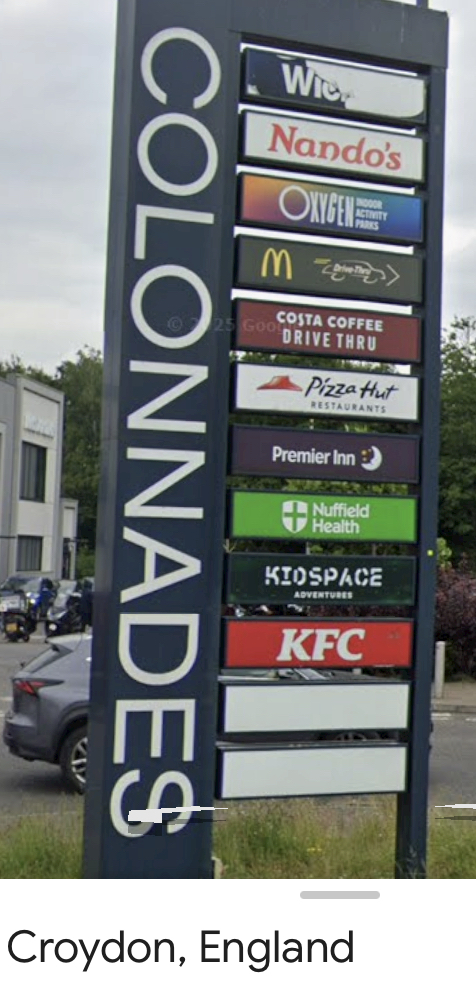 COLONNADES
Nando's
OXYGEN INDOOR
ACTIVITY
PARKS
M Drive-Thru
COSTA COFFEE
DRIVE THRU
Pizza Hut
RESTAURANTS
Premier Inn
Nuffield
Health
KIDSPACE
ADVENTURES
KFC
Croydon, England